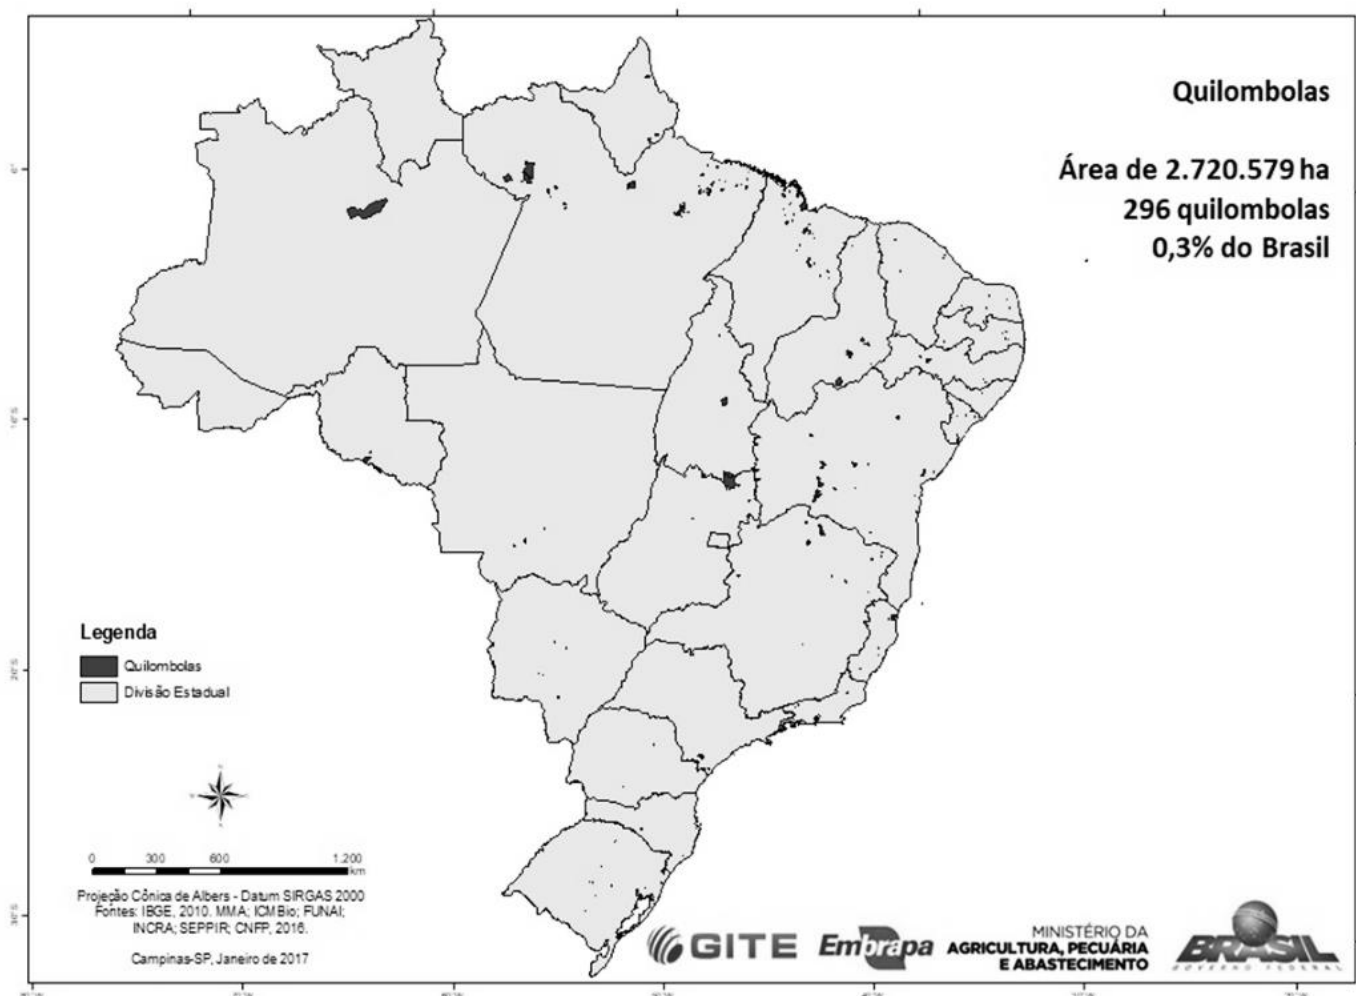 Quilombolas
Área de 2.720.579 ha
296 quilombolas
0,3% do Brasil
Legenda
Quilombolas
Divisão Estadual
0 300 600 1.200
km
Projeção Cônica de Albers - Datum SIRGAS 2000
Fontes: IBGE, 2010. MMA; ICMBio; FUNAI;
INCRA; SEPPIR; CNFP, 2016.
Campinas-SP, Janeiro de 2017
GITE
Embrapa
MINISTÉRIO DA
AGRICULTURA, PECUÁRIA
E ABASTECIMENTO
BRASIL
GOVERNO FEDERAL